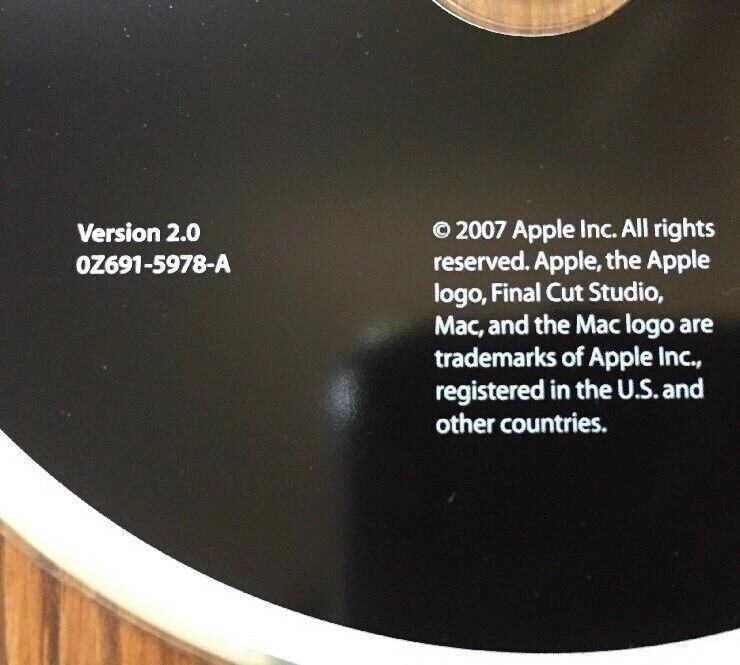 Version 2.0
0Z691-5978-A
© 2007 Apple Inc. All rights
reserved. Apple, the Apple
logo, Final Cut Studio,
Mac, and the Mac logo are
trademarks of Apple Inc.,
registered in the U.S. and
other countries.